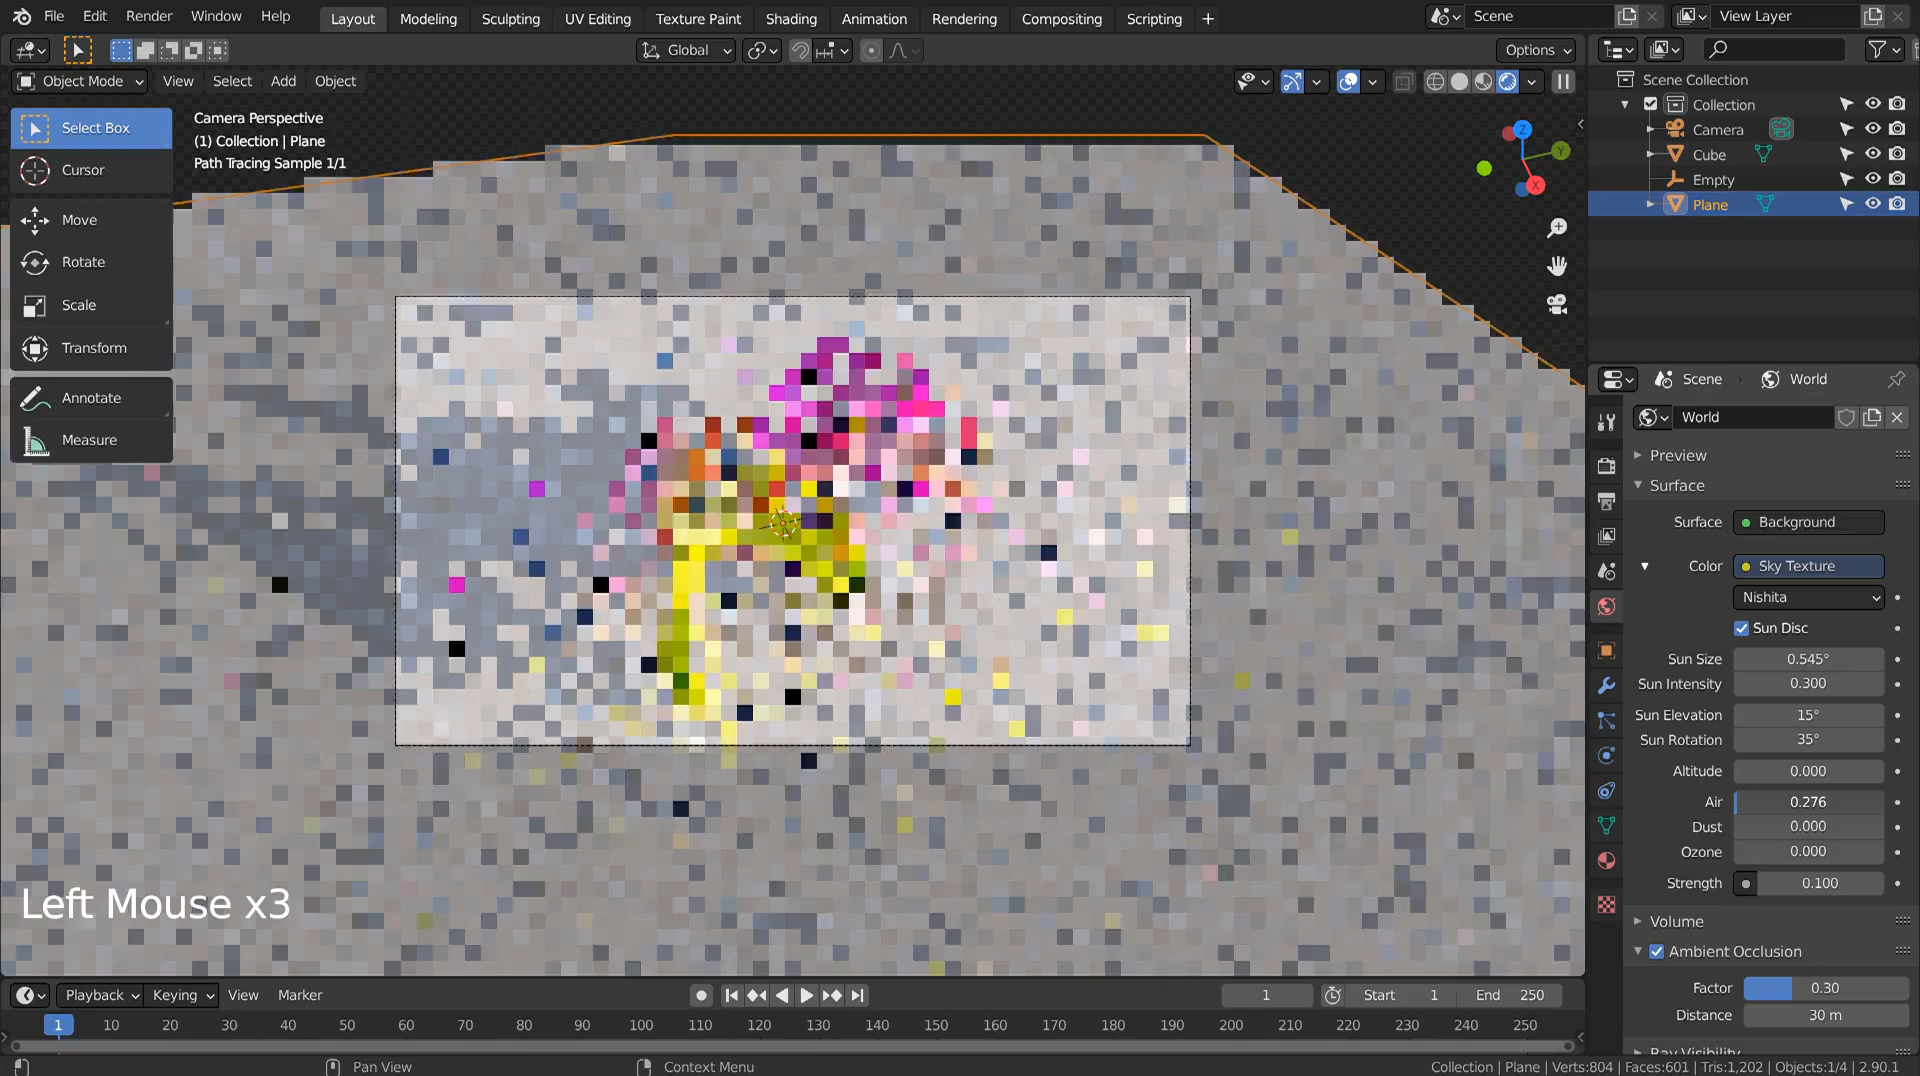 File Edit Render Window Help
Layout Modeling Sculpting UV Editing Texture Paint Shading Animation Rendering Compositing Scripting +
Scene
View Layer
Global
Options
Object Mode View Select Add Object
Camera Perspective
(1) Collection | Plane
Path Tracing Sample 1/1
Select Box
Cursor
Move
Rotate
Scale
Transform
Annotate
Measure
Z
Y
X
Scene Collection
Collection
Camera
Cube
Empty
Plane
Scene World
World
Preview
Surface
Surface Background
Color Sky Texture
Nishita
Sun Disc
Sun Size 0.545°
Sun Intensity 0.300
Sun Elevation 15°
Sun Rotation 35°
Altitude 0.000
Air 0.276
Dust 0.000
Ozone 0.000
Strength 0.100
Volume
Ambient Occlusion
Factor 0.30
Distance 30 m
Ray Visibility
Left Mouse x3
Playback Keying View Marker
1
Start 1
End 250
1 10 20 30 40 50 60 70 80 90 100 110 120 130 140 150 160 170 180 190 200 210 220 230 240 250
Pan View
Context Menu
Collection | Plane | Verts:804 | Faces:601 | Tris:1,202 | Objects:1/4 | 2.90.1